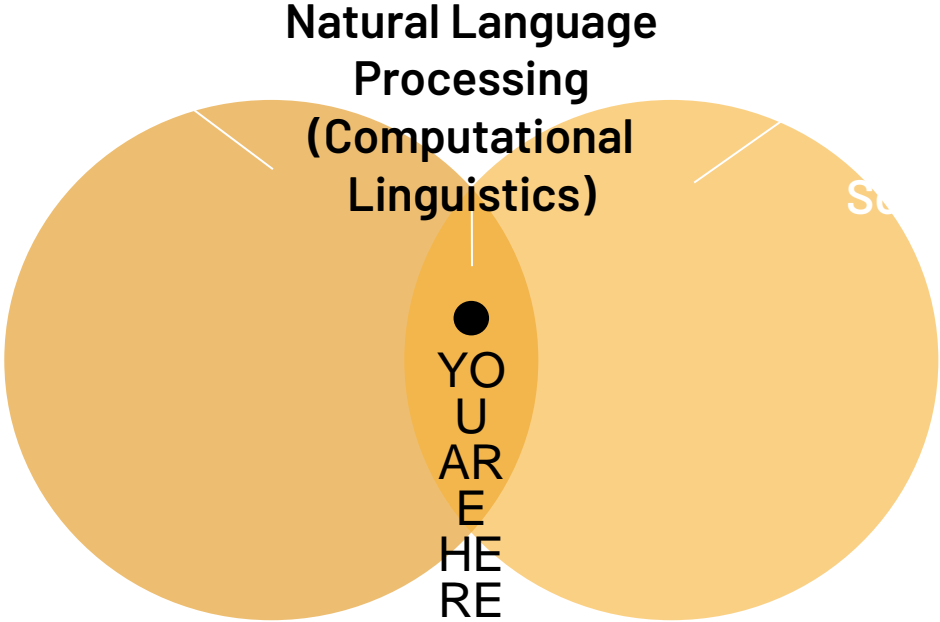 Natural Language
Processing
(Computational
Linguistics)
YO
U
AR
E
HE
RE